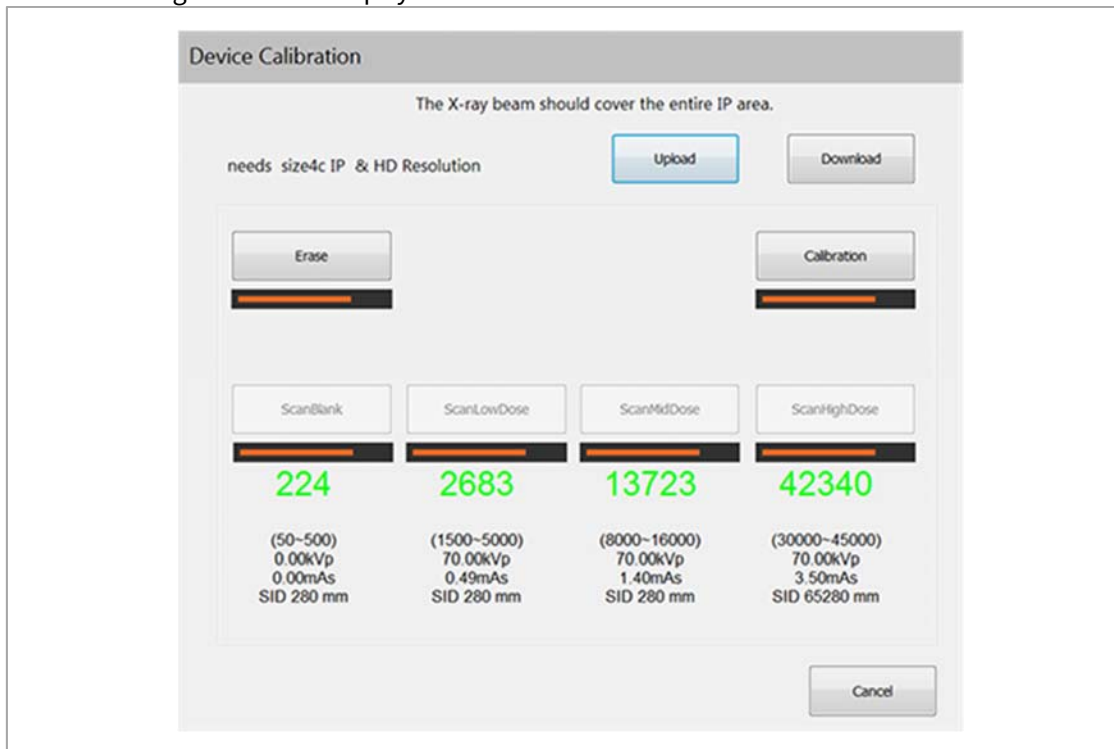 Device Calibration
The X-ray beam should cover the entire IP area.
needs size4c IP & HD Resolution
Upload
Download
Erase
Calibration
ScanBlank
ScanLowDose
ScanMidDose
ScanHighDose
224
2683
13723
42340
(50~500)
0.00kVp
0.00mAs
SID 280 mm
(1500~5000)
70.00kVp
0.49mAs
SID 280 mm
(8000~16000)
70.00kVp
1.40mAs
SID 280 mm
(30000~45000)
70.00kVp
3.50mAs
SID 65280 mm
Cancel